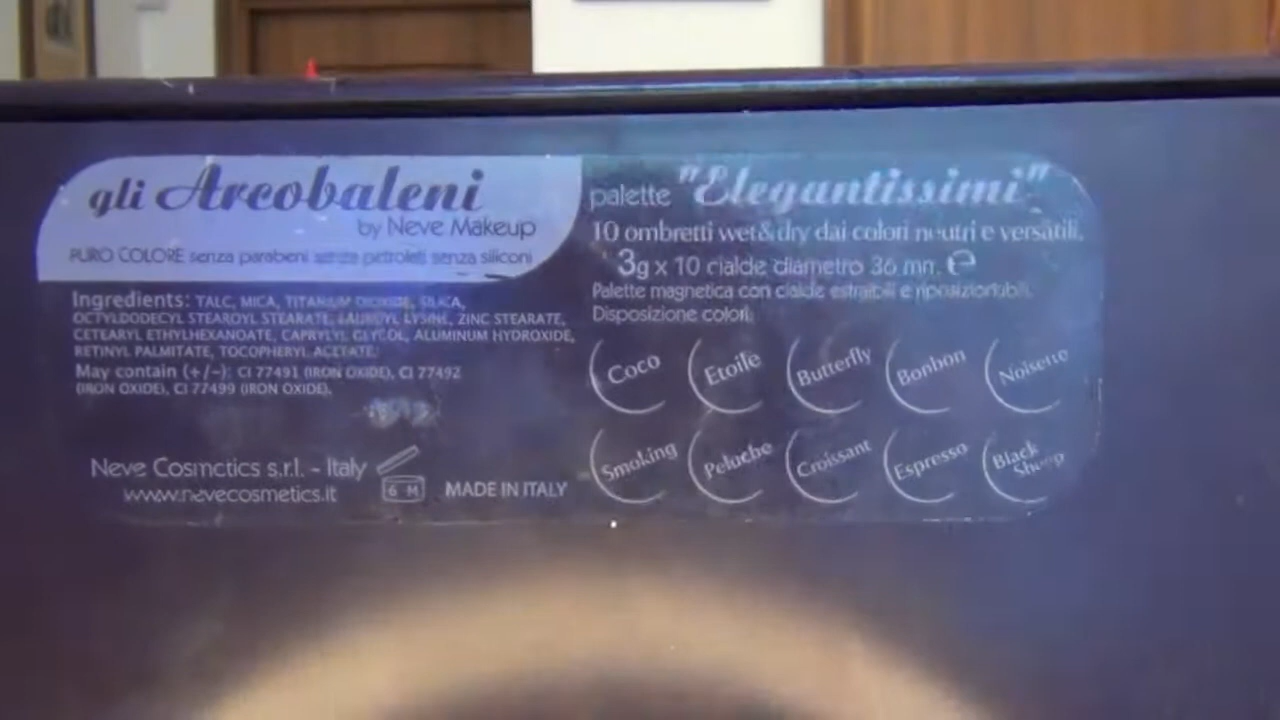 gli Arcobaleni
by Neve Makeup
PURO COLORE senza parabeni senza petrolati senza siliconi
Ingredients: TALC, MICA, TITANIUM DIOXIDE, SILICA,
OCTYLDODECYL STEAROYL STEARATE, LAUROYL LYSINE, ZINC STEARATE,
CETEARYL ETHYLHEXANOATE, CAPRYLYL GLYCOL, ALUMINUM HYDROXIDE,
RETINYL PALMITATE, TOCOPHERYL ACETATE.
May contain (+/-): CI 77491 (IRON OXIDE), CI 77492
(IRON OXIDE), CI 77499 (IRON OXIDE).
Neve Cosmetics s.r.l. - Italy
www.nevecosmetics.it
6 M
MADE IN ITALY
palette "Elegantissimi"
10 ombretti wet&dry dai colori neutri e versatili.
3g x 10 cialde diametro 36 mm. ℮
Palette magnetica con cialde estraibili e riposizionabili.
Disposizione colori:
Coco Etoile Butterfly Bonbon Noisette
Smoking Peluche Croissant Espresso Black Sheep